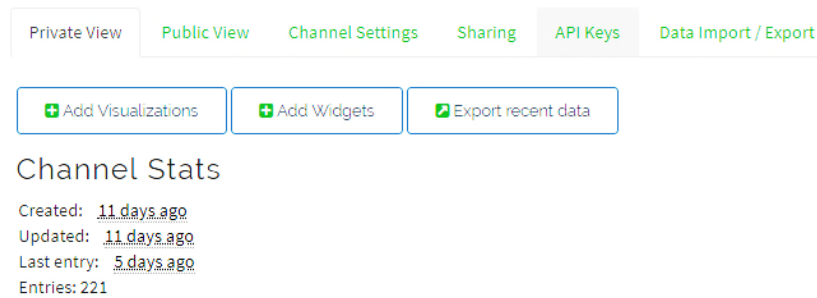 Private View Public View Channel Settings Sharing API Keys Data Import / Export
Add Visualizations Add Widgets Export recent data
Channel Stats
Created: 11 days ago
Updated: 11 days ago
Last entry: 5 days ago
Entries: 221